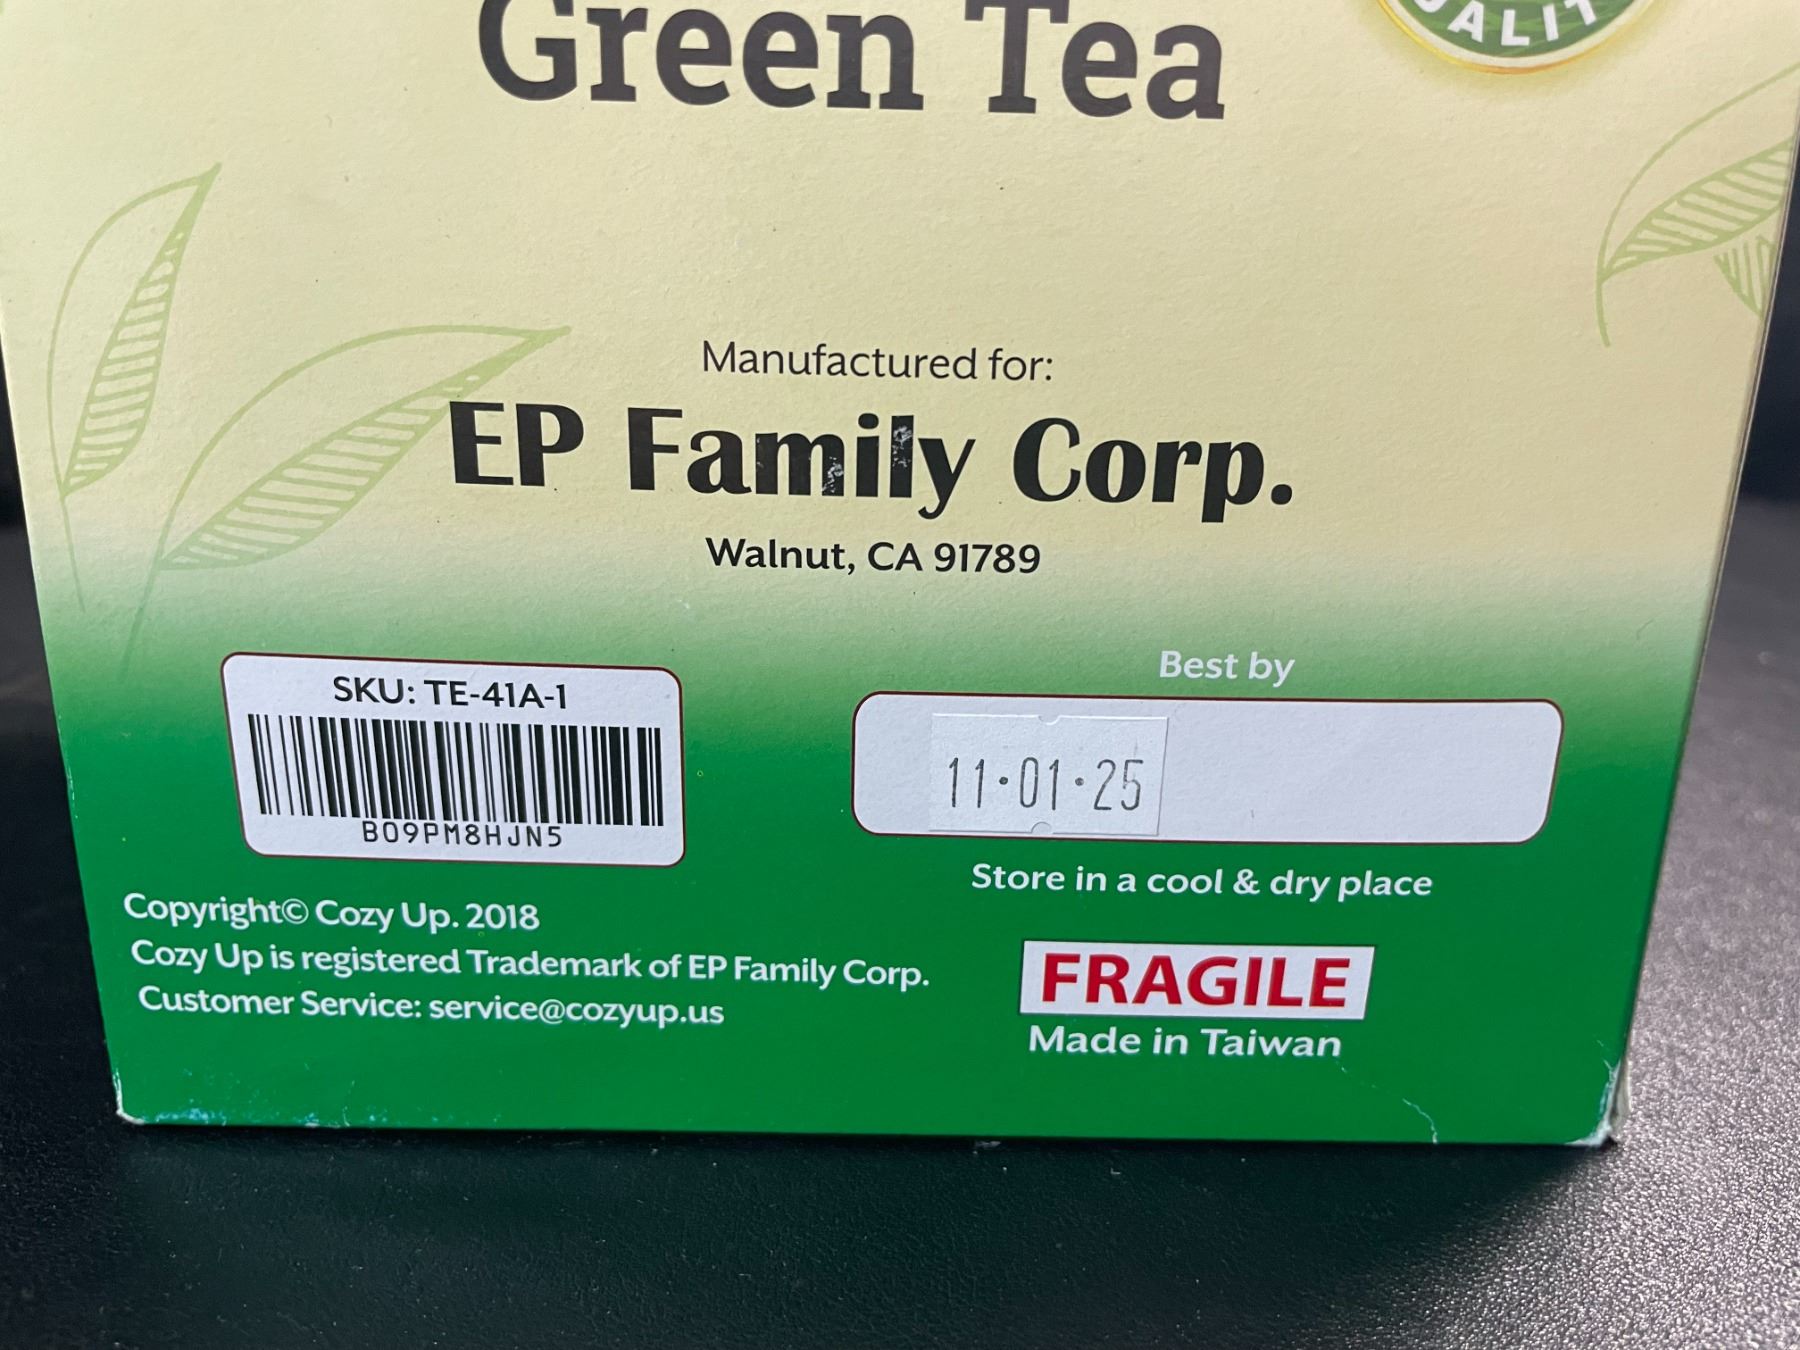 Green Tea
Manufactured for:
EP Family Corp.
Walnut, CA 91789
SKU: TE-41A-1
B09PM8HJN5
Best by
11·01·25
Store in a cool & dry place
Copyright© Cozy Up. 2018
Cozy Up is registered Trademark of EP Family Corp.
Customer Service: service@cozyup.us
FRAGILE
Made in Taiwan